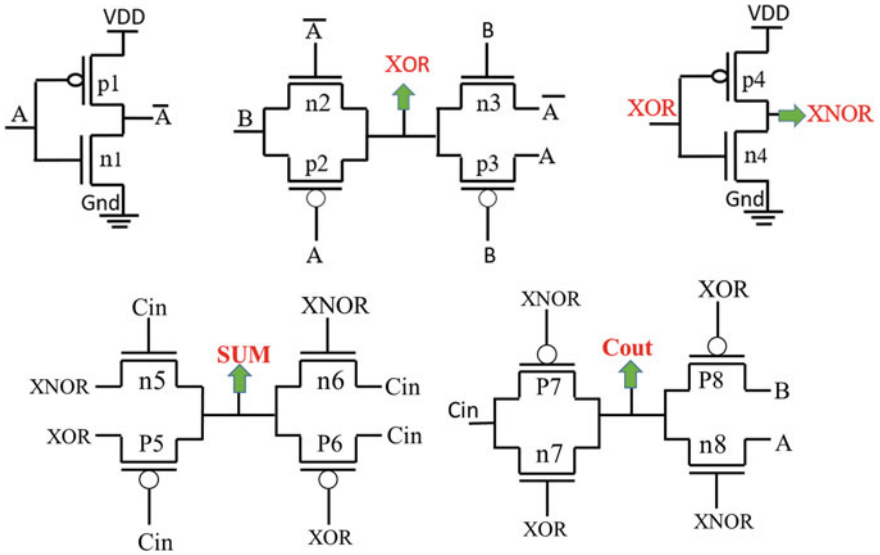 VDD
p1
A
A̅
n1
Gnd
A̅
B
XOR
n2
n3
A̅
B
p2
p3
A
A
B
VDD
p4
XOR
XNOR
n4
Gnd
Cin
XNOR
SUM
n5
n6
Cin
XNOR
XOR
P5
P6
Cin
Cin
XOR
XNOR
XOR
Cout
P7
P8
B
Cin
n7
n8
A
XOR
XNOR